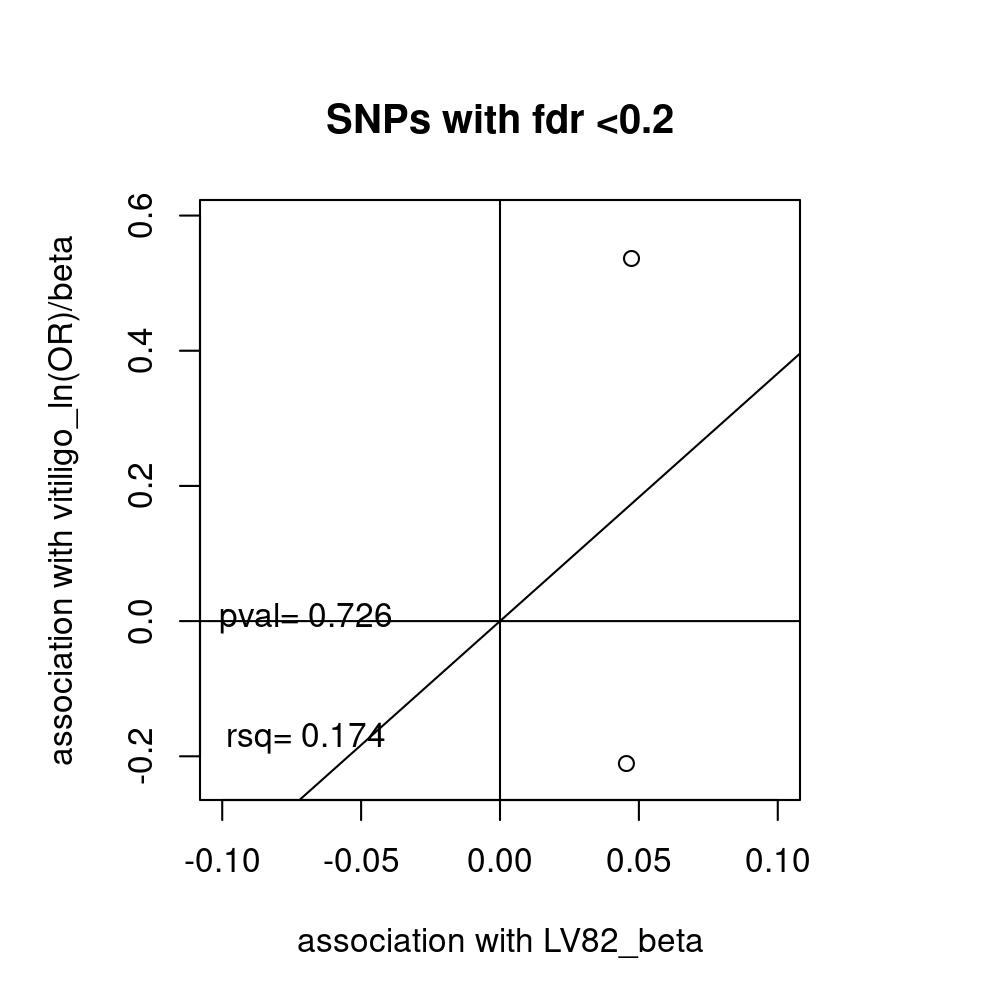 SNPs with fdr <0.2
association with vitiligo_ln(OR)/beta
0.6
0.4
0.2
0.0
-0.2
pval= 0.726
rsq= 0.174
-0.10 -0.05 0.00 0.05 0.10
association with LV82_beta